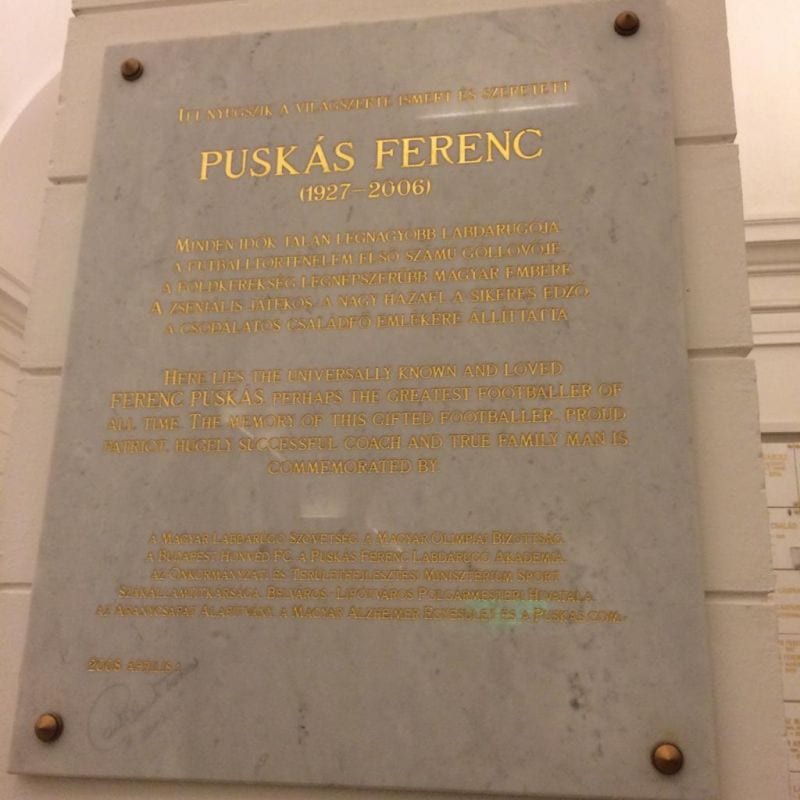 ITT NYUGSZIK A VILÁGSZERTE ISMERT ÉS SZERETETT
PUSKÁS FERENC
(1927–2006)
MINDEN IDŐK TALÁN LEGNAGYOBB LABDARÚGÓJA,
A FUTBALLTÖRTÉNELEM ELSŐ SZÁMÚ GÓLLÖVŐJE,
A FÖLDKEREKSÉG LEGNÉPSZERŰBB MAGYAR EMBERE
A ZSENIÁLIS JÁTÉKOS, A NAGY HAZAFI, A SIKERES EDZŐ,
A CSODÁLATOS CSALÁDFŐ EMLÉKÉRE ÁLLÍTTATTA
HERE LIES THE UNIVERSALLY KNOWN AND LOVED
FERENC PUSKÁS, PERHAPS THE GREATEST FOOTBALLER OF
ALL TIME. THE MEMORY OF THIS GIFTED FOOTBALLER, PROUD
PATRIOT, HUGELY SUCCESSFUL COACH AND TRUE FAMILY MAN IS
COMMEMORATED BY:
A MAGYAR LABDARÚGÓ SZÖVETSÉG, A MAGYAR OLIMPIAI BIZOTTSÁG,
A BUDAPEST HONVÉD FC, A PUSKÁS FERENC LABDARÚGÓ AKADÉMIA,
AZ ÖNKORMÁNYZATI ÉS TERÜLETFEJLESZTÉSI MINISZTÉRIUM SPORT
SZAKÁLLAMTITKÁRSÁGA, BELVÁROS-LIPÓTVÁROS POLGÁRMESTERI HIVATALA,
AZ ARANYCSAPAT ALAPÍTVÁNY, A MAGYAR ALZHEIMER EGYESÜLET ÉS A PUSKAS.COM.
2008 ÁPRILIS 2.